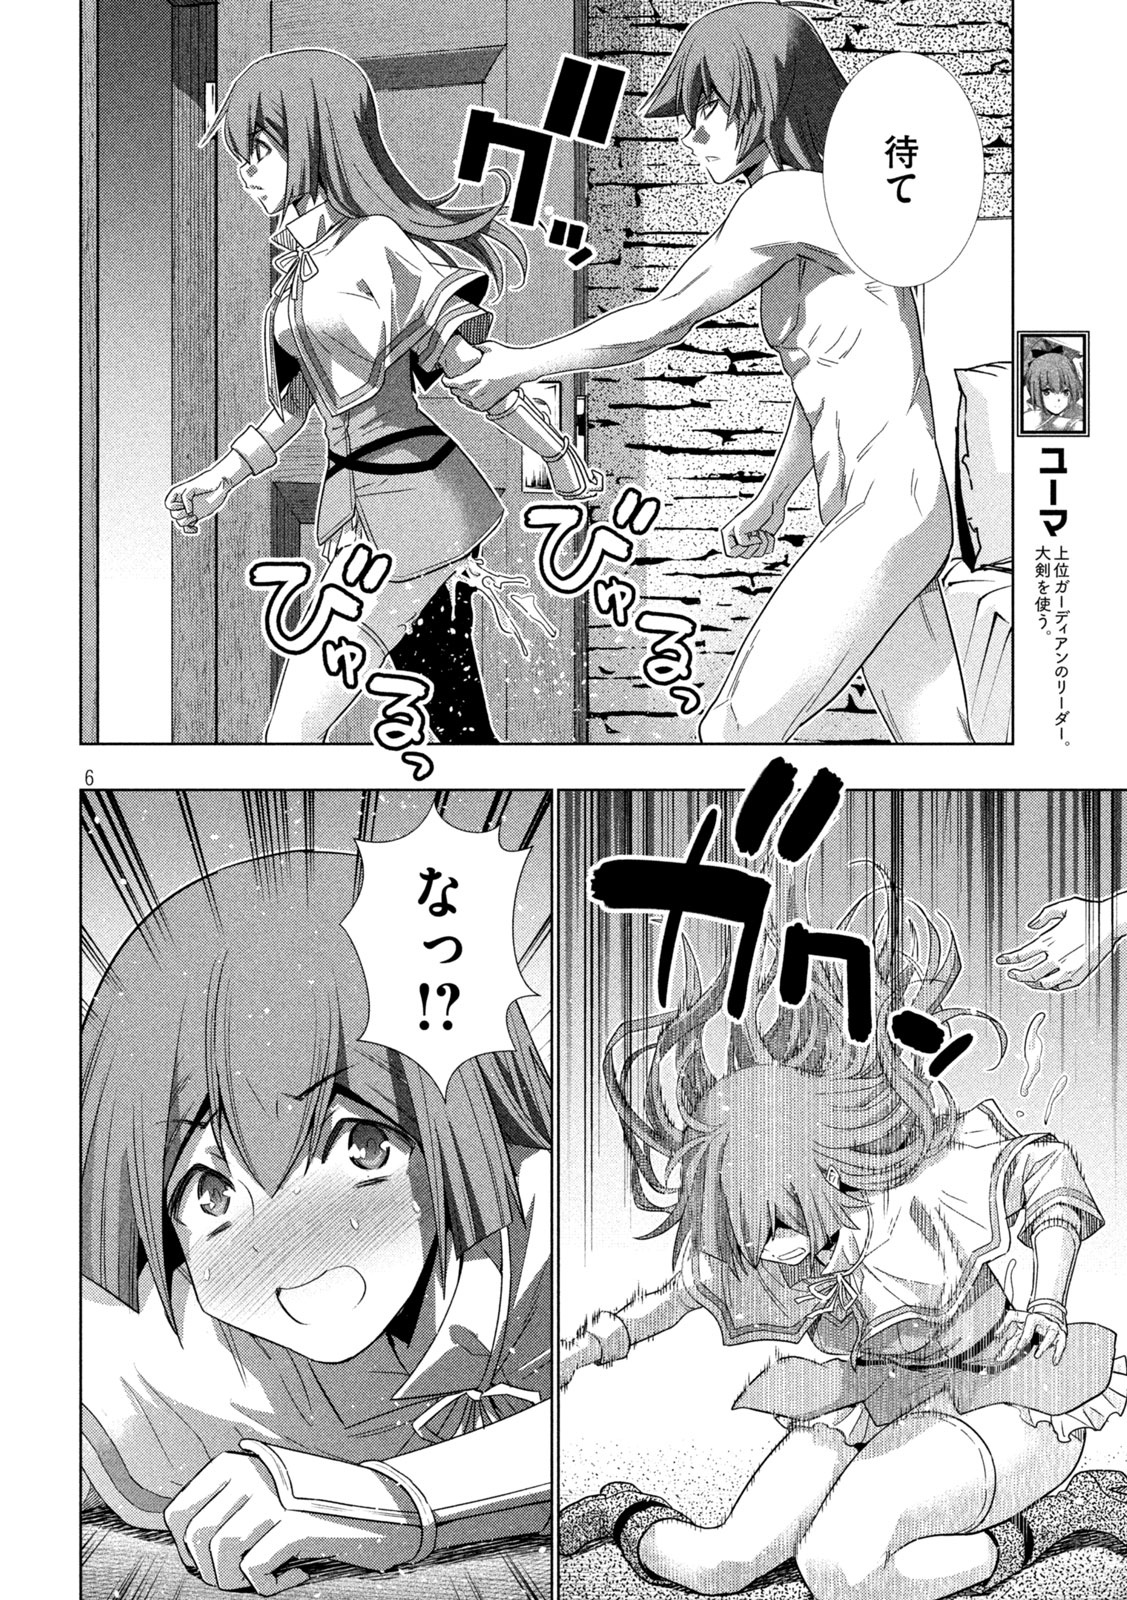 待て
グッ
びゅるっ
びゅるっ
ユーマ
上位ガーディアンのリーダー。
大剣を使う。
6
ガクン
なっ!?